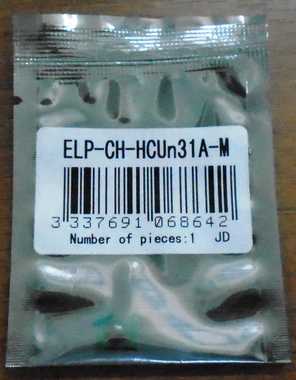 ELP-CH-HCUn31A-M
3 337691 068642
Number of pieces:1 JD